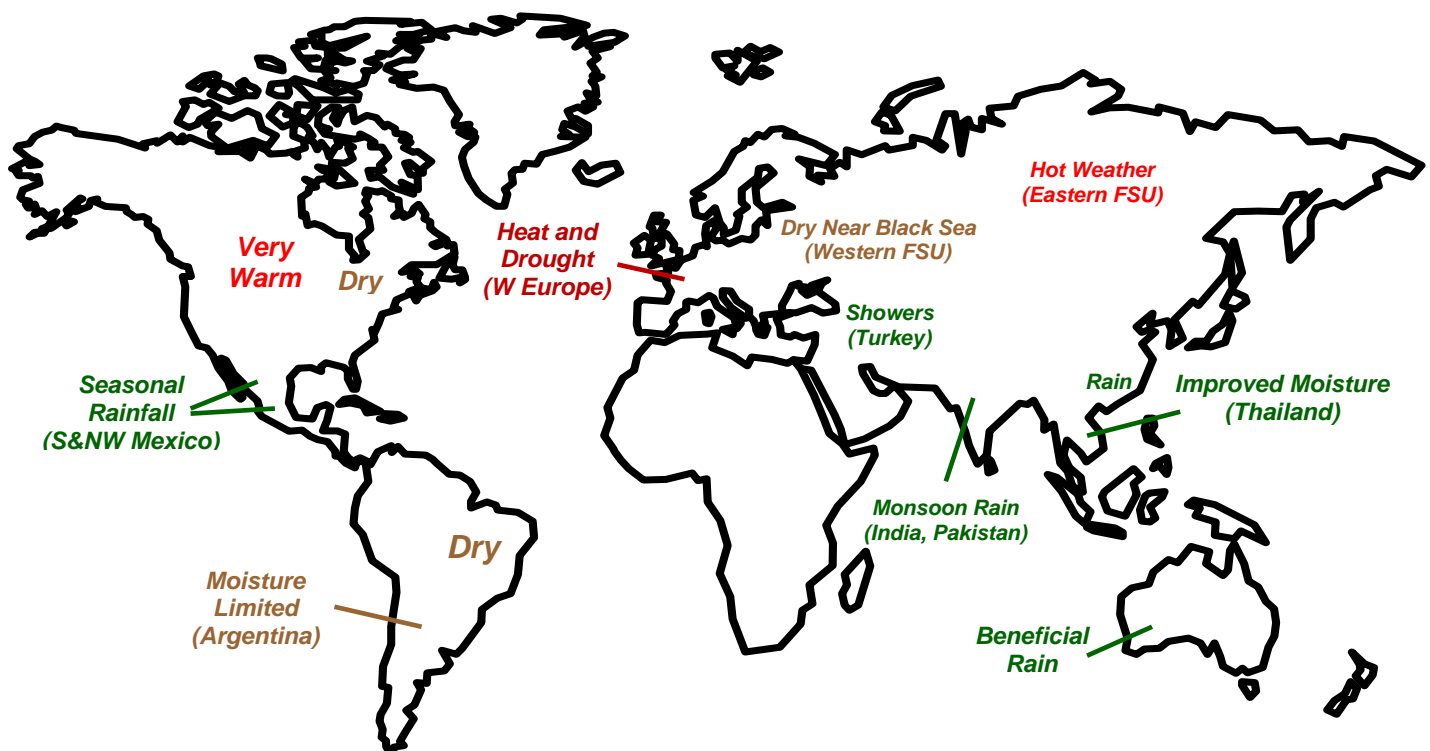 Hot Weather
(Eastern FSU)
Heat and
Drought
(W Europe)
Dry Near Black Sea
(Western FSU)
Very
Warm
Dry
Showers
(Turkey)
Seasonal
Rainfall
(S&NW Mexico)
Rain
Improved Moisture
(Thailand)
Monsoon Rain
(India, Pakistan)
Dry
Moisture
Limited
(Argentina)
Beneficial
Rain